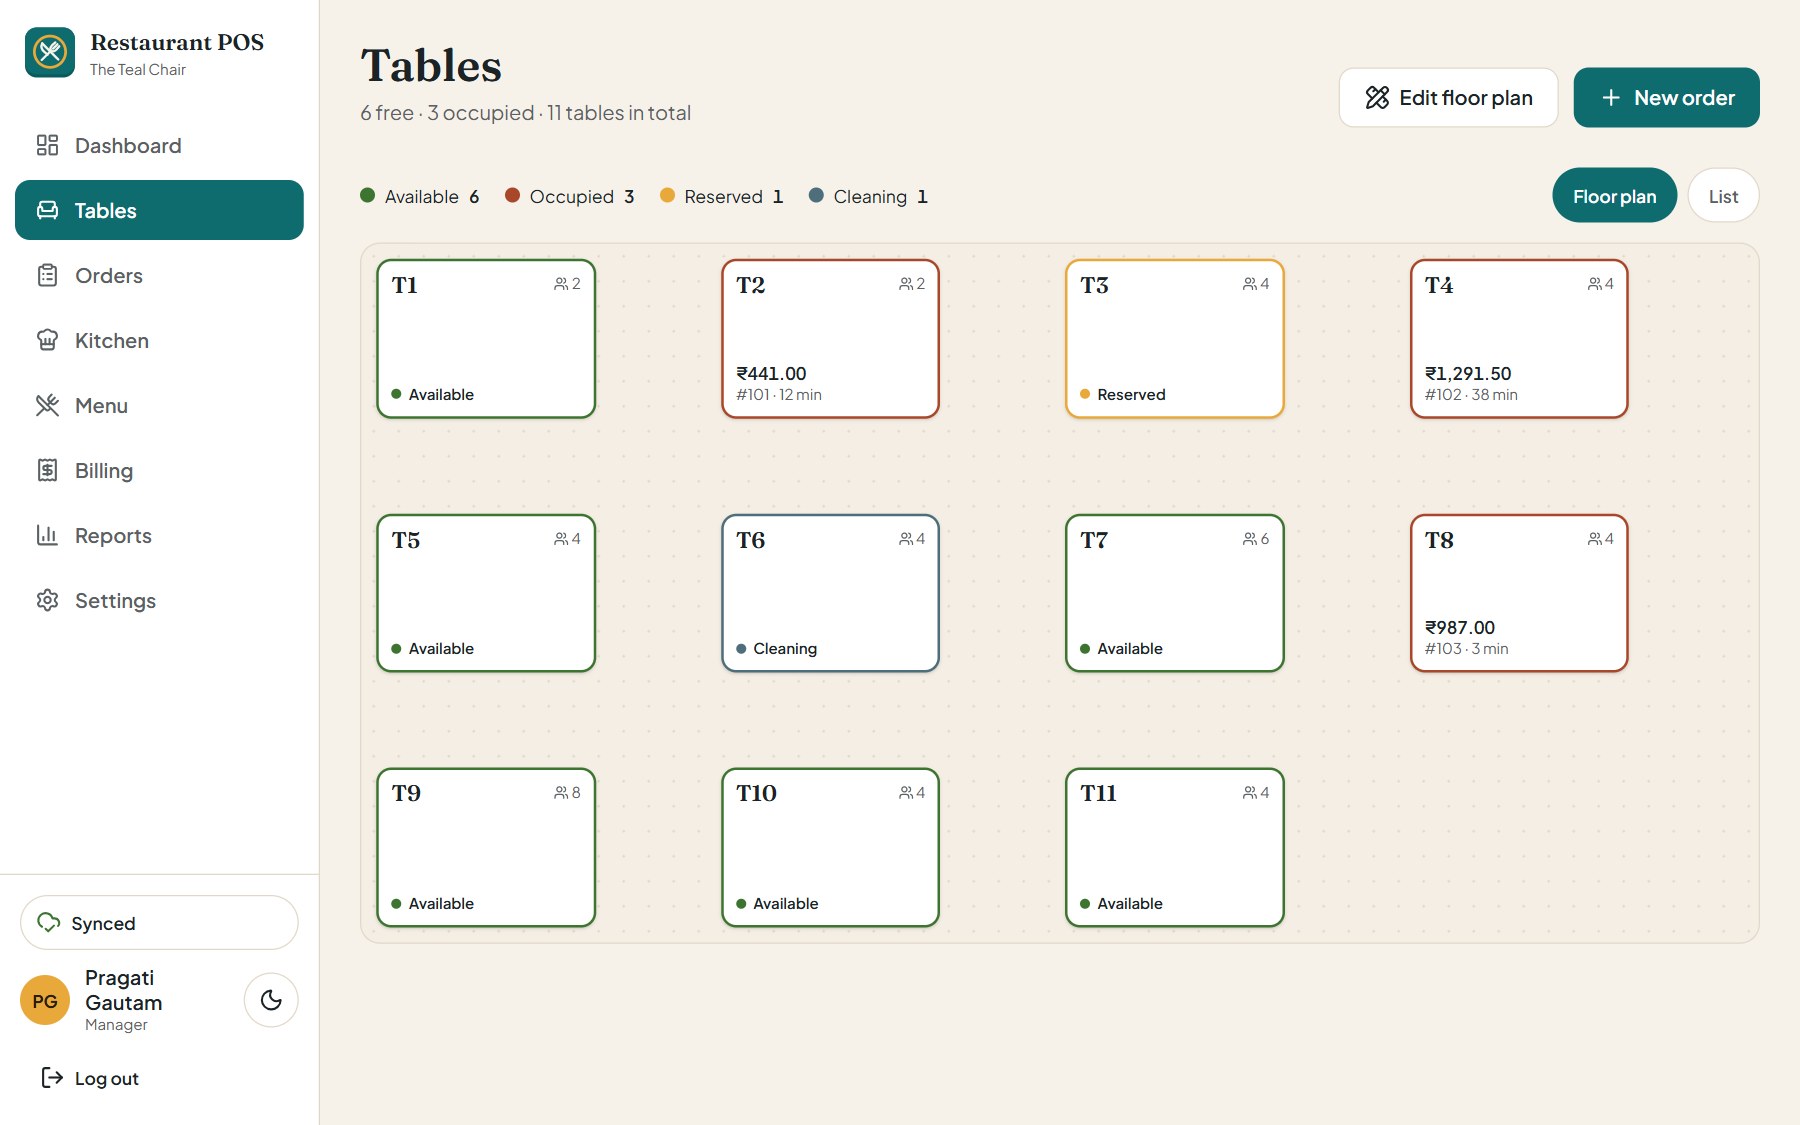 Restaurant POS
The Teal Chair
Dashboard
Tables
Orders
Kitchen
Menu
Billing
Reports
Settings
Synced
PG
Pragati
Gautam
Manager
Log out
Tables
6 free · 3 occupied · 11 tables in total
Edit floor plan
New order
Available 6
Occupied 3
Reserved 1
Cleaning 1
Floor plan
List
T1
2
Available
T2
2
₹441.00
#101 · 12 min
T3
4
Reserved
T4
4
₹1,291.50
#102 · 38 min
T5
4
Available
T6
4
Cleaning
T7
6
Available
T8
4
₹987.00
#103 · 3 min
T9
8
Available
T10
4
Available
T11
4
Available